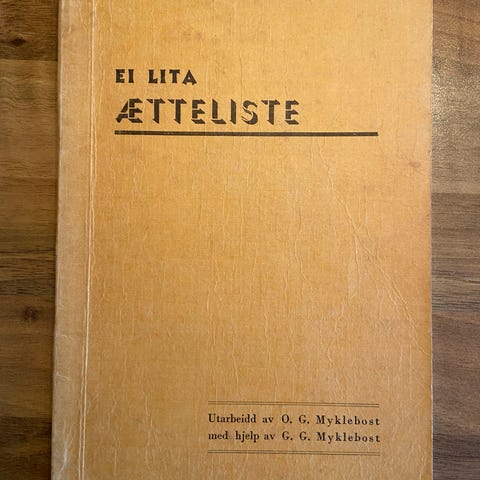 EI LITA
ÆTTELISTE
Utarbeidd av O. G. Myklebost
med hjelp av G. G. Myklebost